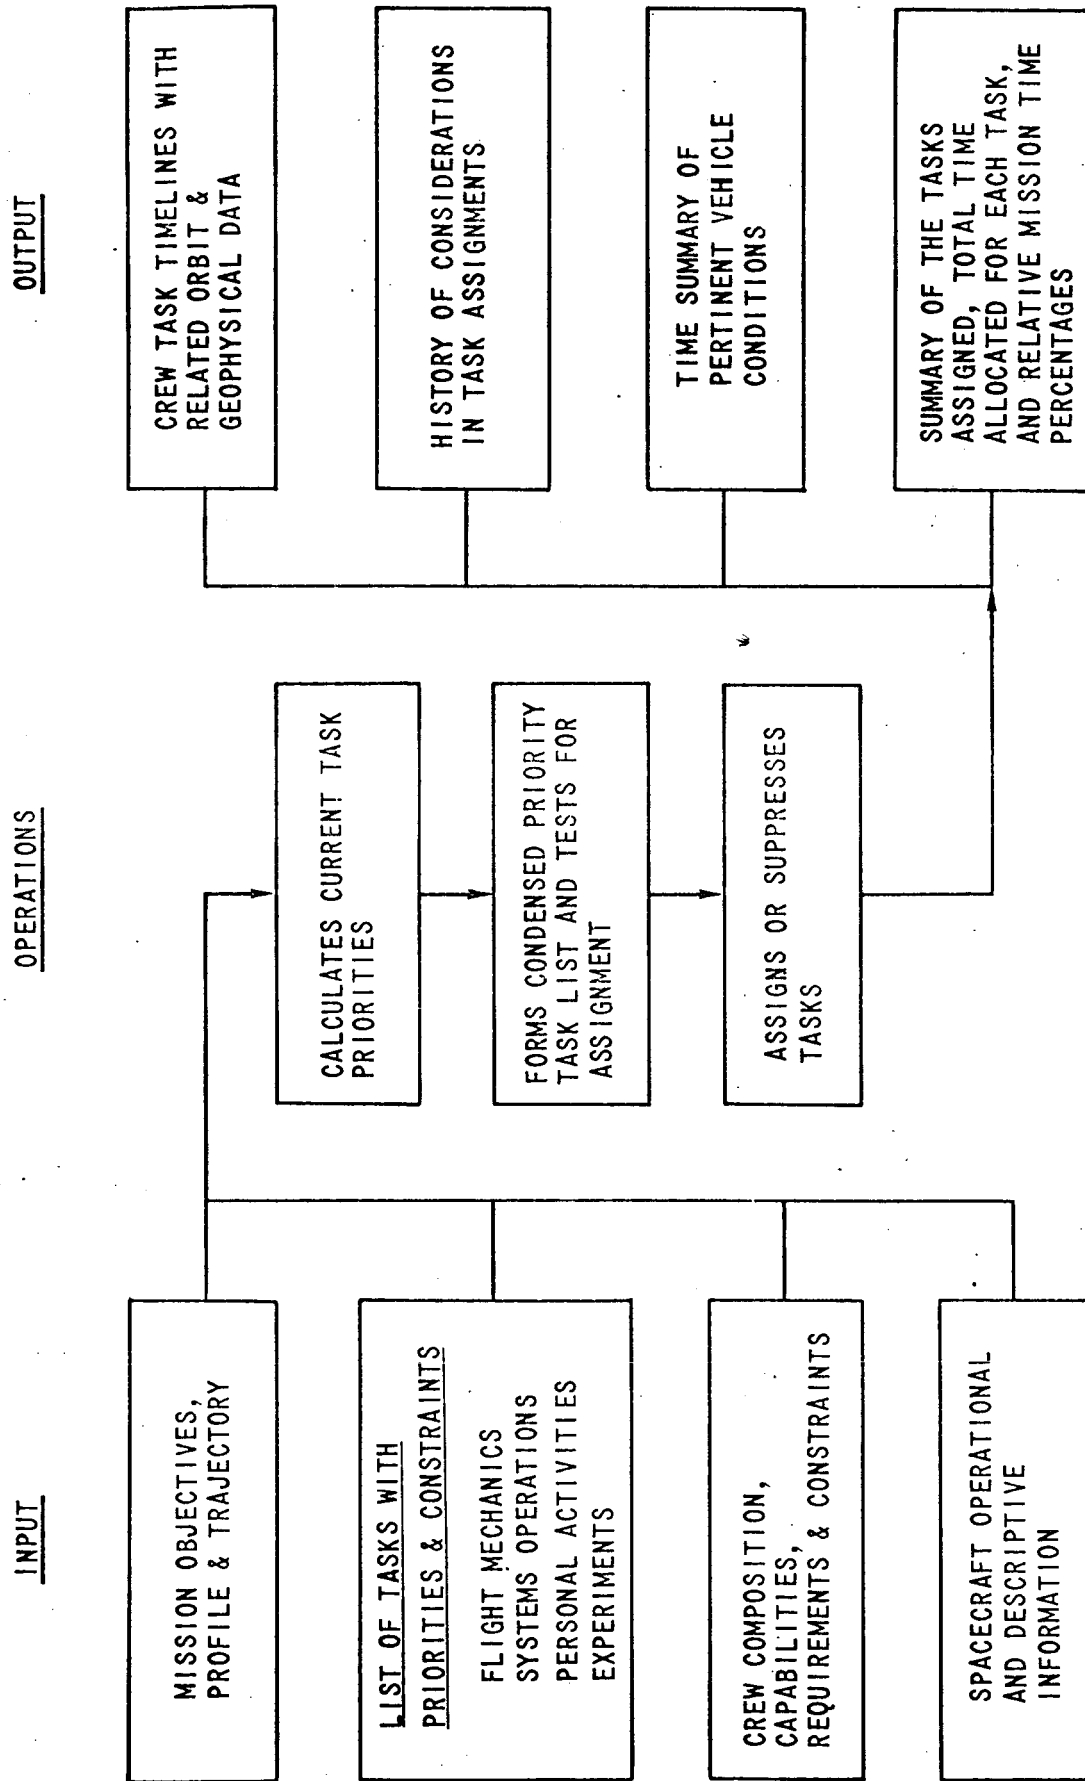 INPUT
MISSION OBJECTIVES,
PROFILE & TRAJECTORY
LIST OF TASKS WITH
PRIORITIES & CONSTRAINTS
FLIGHT MECHANICS
SYSTEMS OPERATIONS
PERSONAL ACTIVITIES
EXPERIMENTS
CREW COMPOSITION,
CAPABILITIES,
REQUIREMENTS & CONSTRAINTS
SPACECRAFT OPERATIONAL
AND DESCRIPTIVE
INFORMATION
OPERATIONS
CALCULATES CURRENT TASK
PRIORITIES
FORMS CONDENSED PRIORITY
TASK LIST AND TESTS FOR
ASSIGNMENT
ASSIGNS OR SUPPRESSES
TASKS
OUTPUT
CREW TASK TIMELINES WITH
RELATED ORBIT &
GEOPHYSICAL DATA
HISTORY OF CONSIDERATIONS
IN TASK ASSIGNMENTS
TIME SUMMARY OF
PERTINENT VEHICLE
CONDITIONS
SUMMARY OF THE TASKS
ASSIGNED, TOTAL TIME
ALLOCATED FOR EACH TASK,
AND RELATIVE MISSION TIME
PERCENTAGES